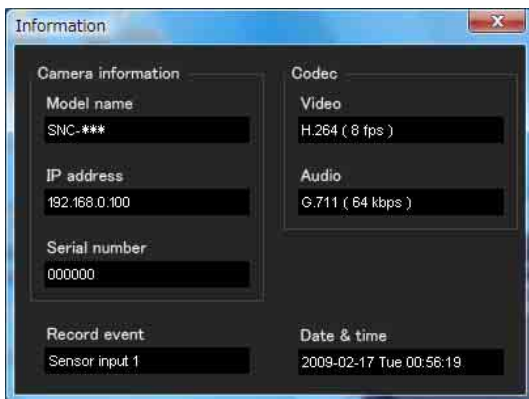 Information
Camera information
Model name
SNC-***
IP address
192.168.0.100
Serial number
000000
Codec
Video
H.264 ( 8 fps )
Audio
G.711 ( 64 kbps )
Record event
Sensor input 1
Date & time
2009-02-17 Tue 00:56:19